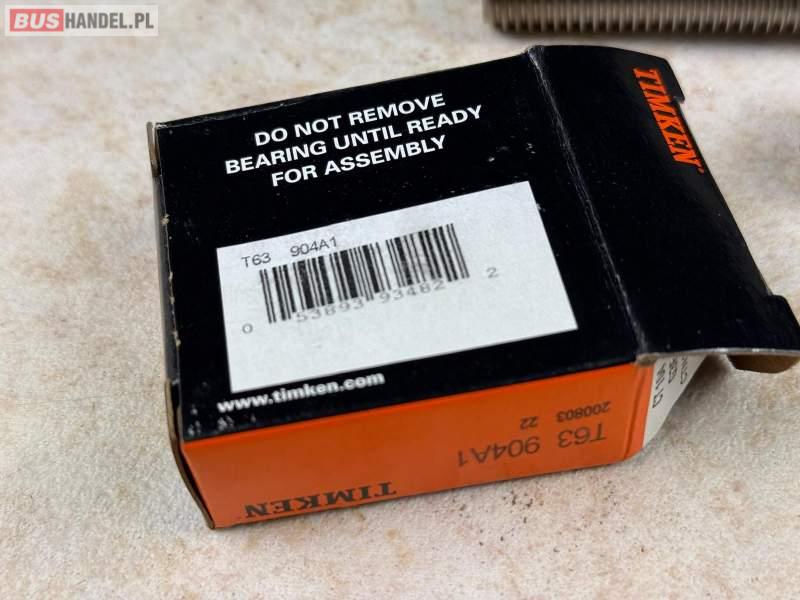 BUSHANDEL.PL
TIMKEN
DO NOT REMOVE
BEARING UNTIL READY
FOR ASSEMBLY
T63 904A1
0 53893 93482 2
www.timken.com
T63 904A1
200803 22
TIMKEN